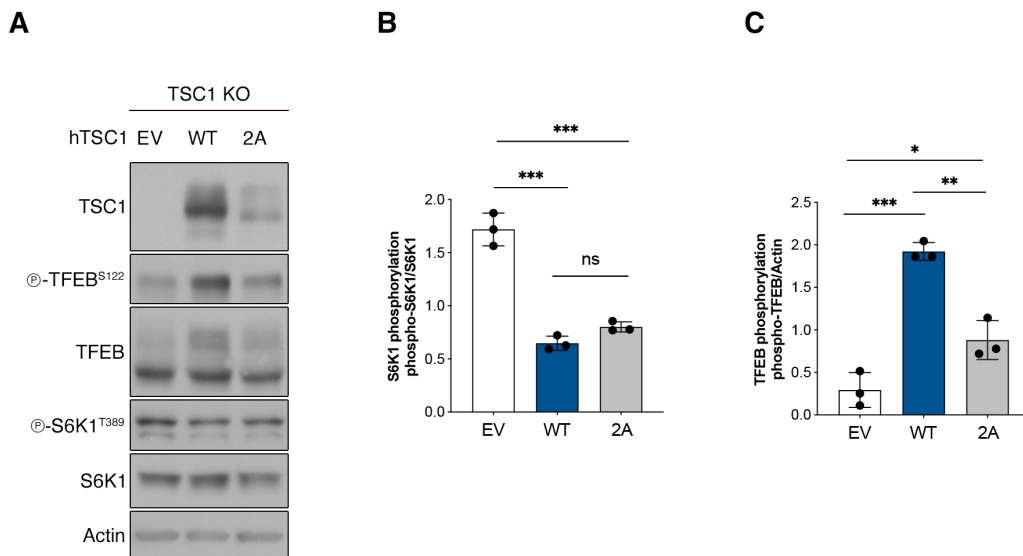 A
TSC1 KO
hTSC1 EV WT 2A
TSC1
Ⓟ-TFEB^S122
TFEB
Ⓟ-S6K1^T389
S6K1
Actin
B
***
***
ns
S6K1 phosphorylation
phospho-S6K1/S6K1
2.0
1.5
1.0
0.5
0.0
EV WT 2A
C
*
**
***
TFEB phosphorylation
phospho-TFEB/Actin
2.5
2.0
1.5
1.0
0.5
0.0
EV WT 2A